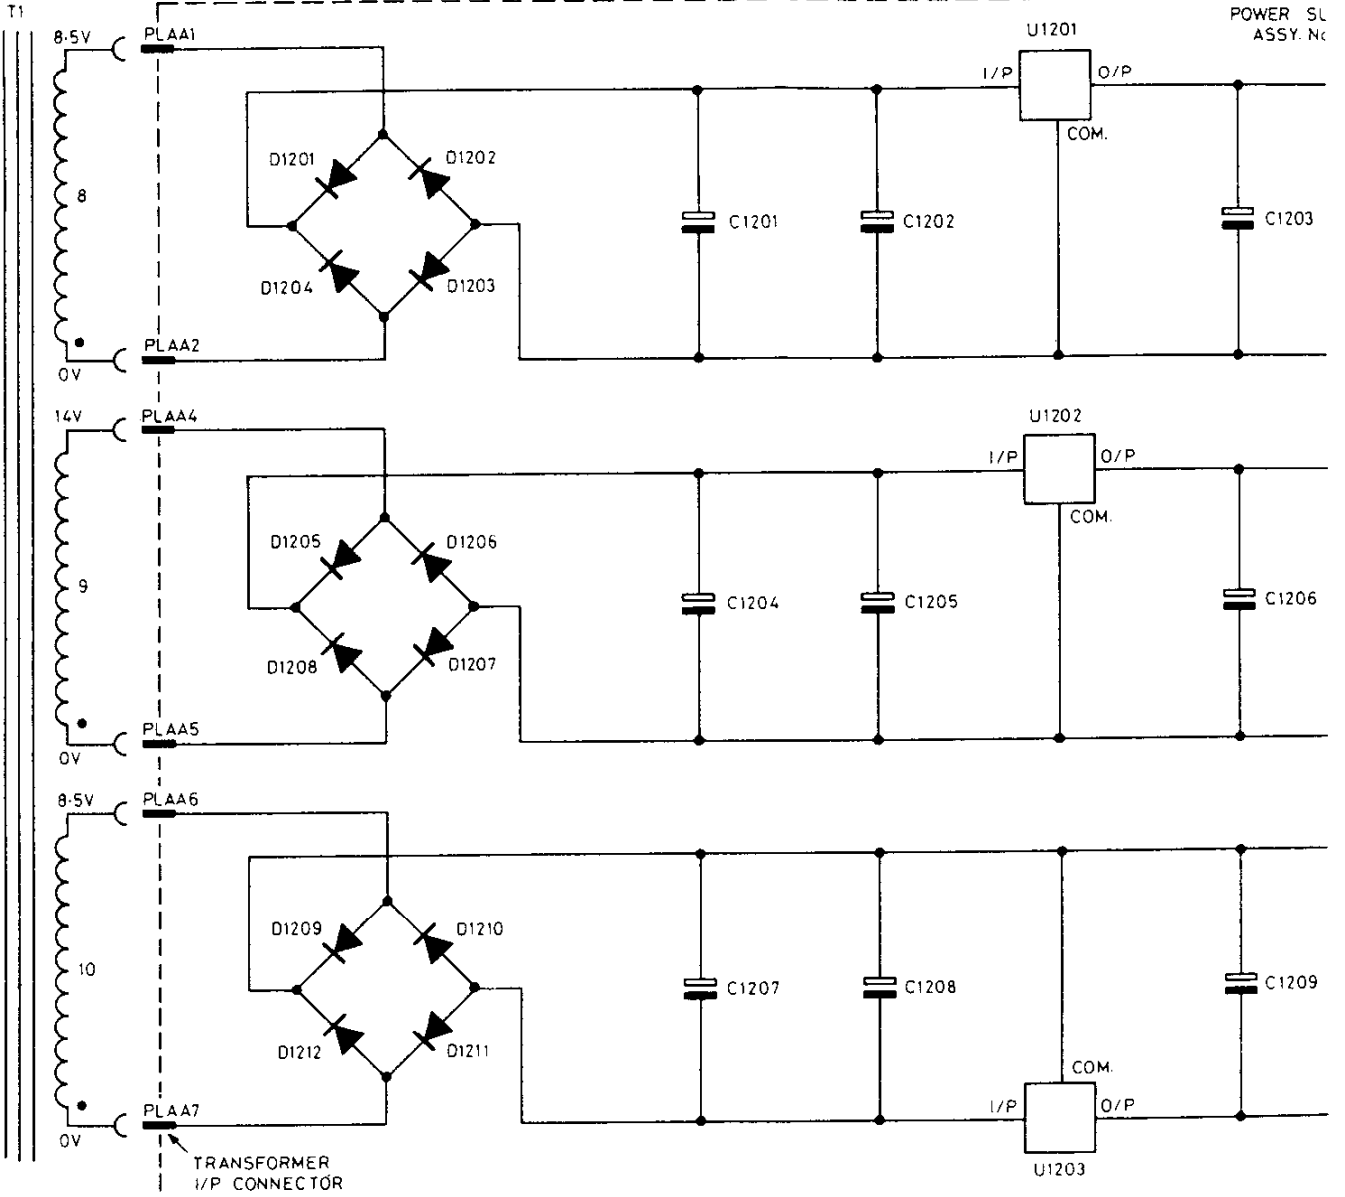 T1
POWER SU
ASSY. No
8·5V
PLAA1
U1201
I/P
O/P
COM.
D1201
D1202
8
C1201
C1202
C1203
D1204
D1203
PLAA2
0V
14V
PLAA4
U1202
I/P
O/P
COM.
D1205
D1206
9
C1204
C1205
C1206
D1208
D1207
PLAA5
0V
8·5V
PLAA6
D1209
D1210
10
C1207
C1208
C1209
D1212
D1211
COM.
PLAA7
I/P
O/P
0V
U1203
TRANSFORMER
I/P CONNECTOR